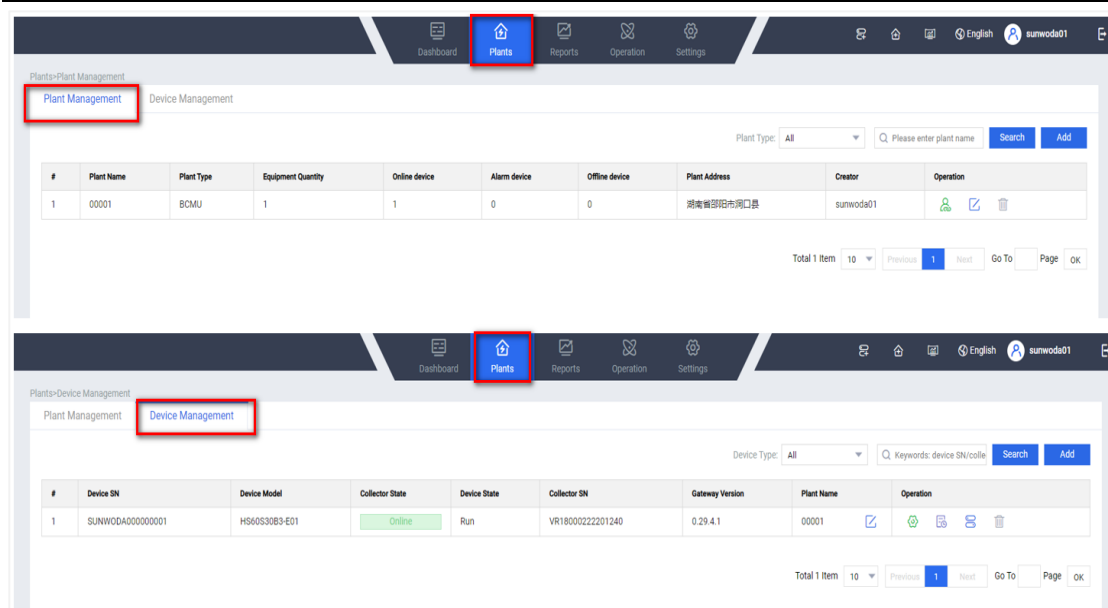 Dashboard Plants Reports Operation Settings English sunwoda01
Plants>Plant Management
Plant Management Device Management
Plant Type: All Please enter plant name Search Add
# Plant Name Plant Type Equipment Quantity Online device Alarm device Offline device Plant Address Creator Operation
1 00001 BCMU 1 1 0 0 湖南省邵阳市洞口县 sunwoda01
Total 1 Item 10 Previous 1 Next Go To Page OK
Dashboard Plants Reports Operation Settings English sunwoda01
Plants>Device Management
Plant Management Device Management
Device Type: All Keywords: device SN/colle Search Add
# Device SN Device Model Collector State Device State Collector SN Gateway Version Plant Name Operation
1 SUNWODA000000001 HS60S30B3-E01 Online Run VR18000222201240 0.29.4.1 00001
Total 1 Item 10 Previous 1 Next Go To Page OK